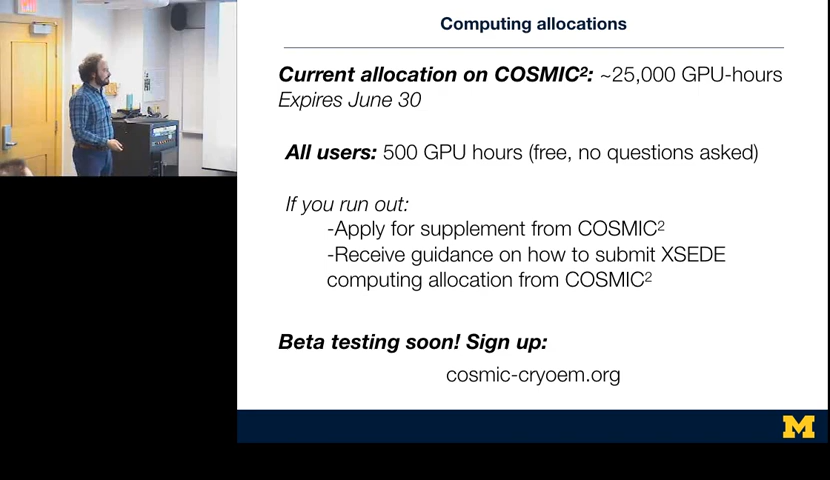 Computing allocations
Current allocation on COSMIC²: ~25,000 GPU-hours
Expires June 30
All users: 500 GPU hours (free, no questions asked)
If you run out:
-Apply for supplement from COSMIC²
-Receive guidance on how to submit XSEDE
computing allocation from COSMIC²
Beta testing soon! Sign up:
cosmic-cryoem.org
M